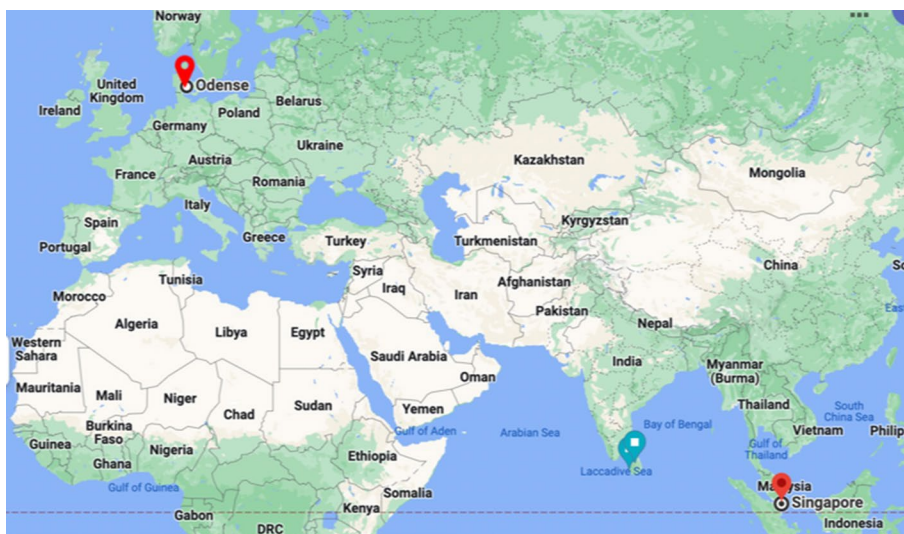 Norway
Odense
United
Kingdom
Ireland
Belarus
Poland
Germany
Ukraine
Austria
France
Romania
Kazakhstan
Mongolia
Italy
Spain
Portugal
Greece
Turkey
Kyrgyzstan
Turkmenistan
Syria
Tunisia
China
Iraq
Iran
Afghanistan
Morocco
Pakistan
Algeria
Libya
Egypt
Nepal
Western
Sahara
Saudi Arabia
India
Myanmar
(Burma)
Oman
Mauritania
Mali
Niger
Chad
Sudan
Yemen
Thailand
South
China Sea
Burkina
Faso
Gulf of Aden
Arabian Sea
Bay of Bengal
Vietnam
Philip
Guinea
Ghana
Nigeria
Ethiopia
Gulf of
Thailand
Laccadive Sea
Gulf of Guinea
Somalia
Singapore
Gabon
Kenya
DRC
Indonesia